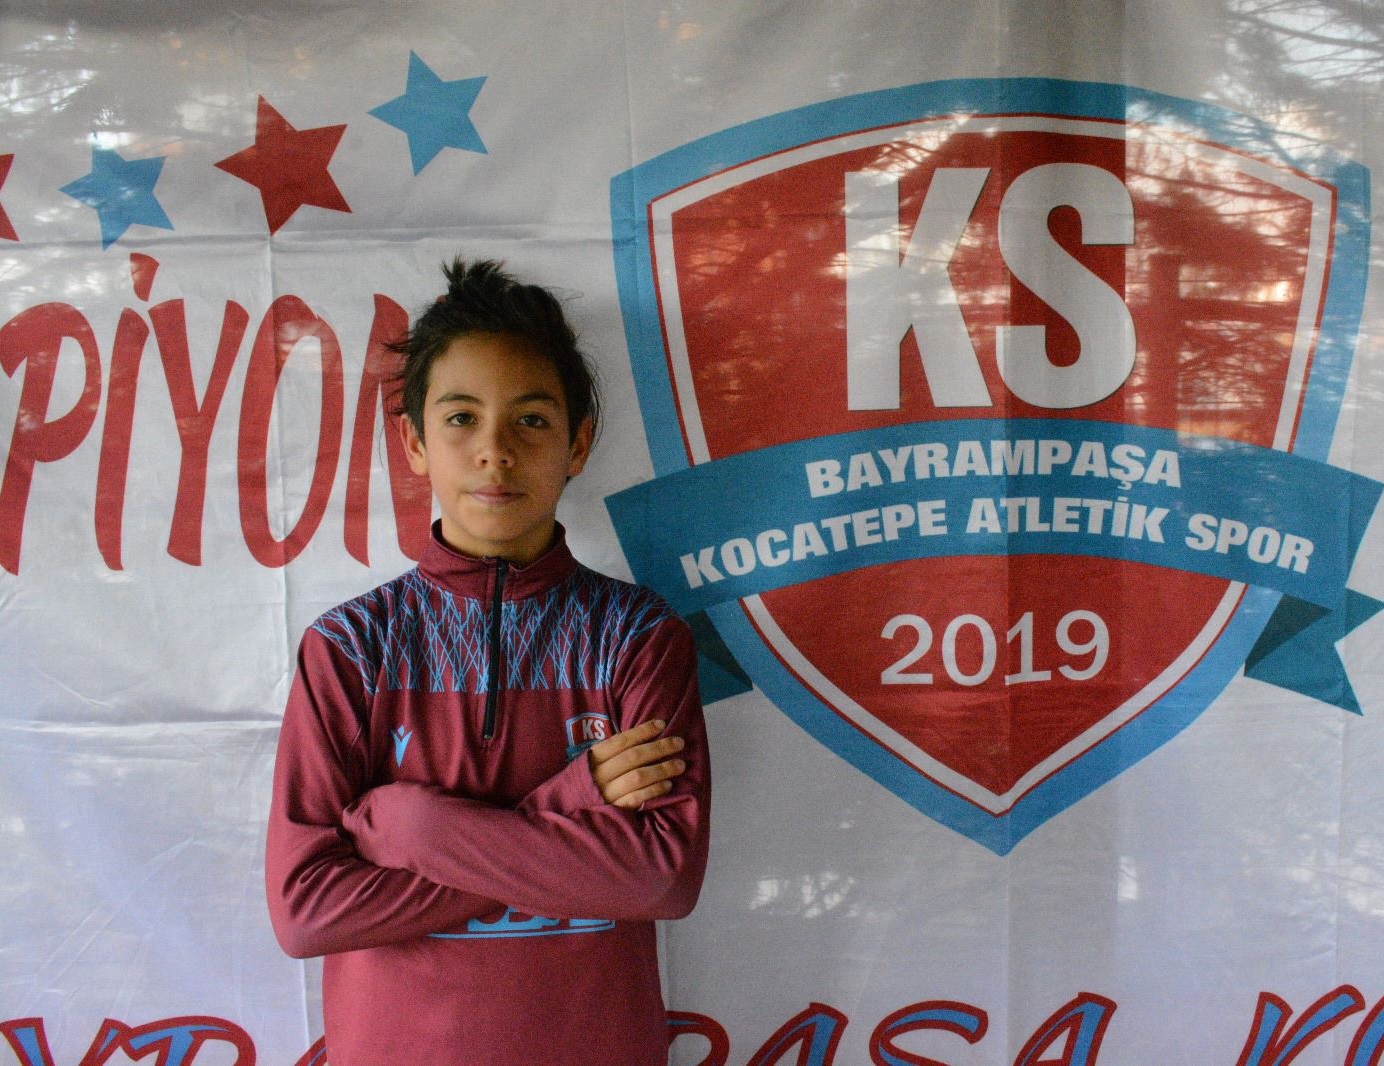 PİYON
KS
BAYRAMPAŞA
KOCATEPE ATLETİK SPOR
2019
KS